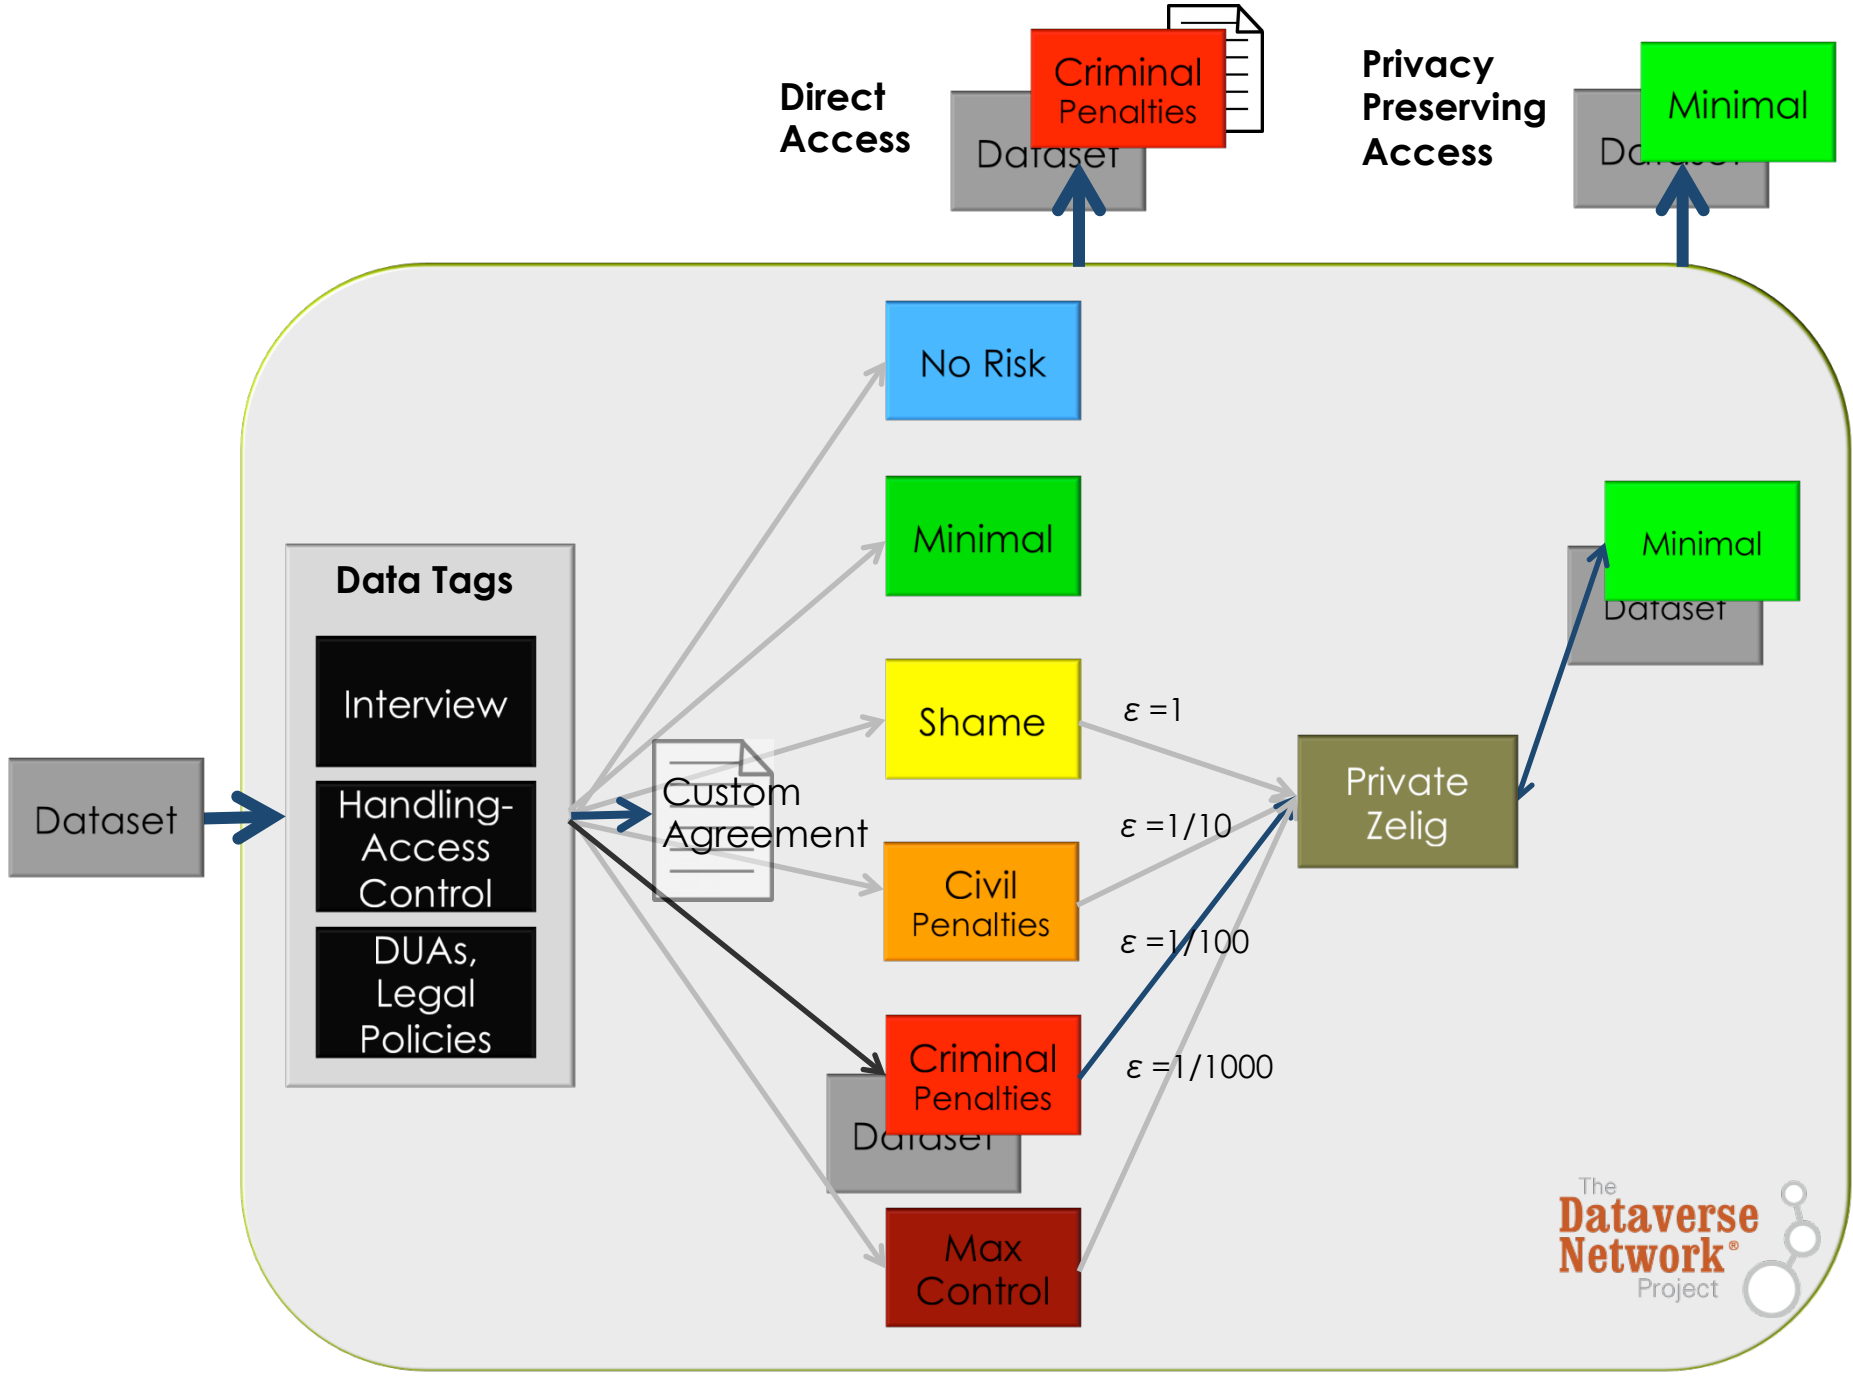 Direct
Access
Criminal
Penalties
Dataset
Privacy
Preserving
Access
Minimal
Dataset
No Risk
Minimal
Shame
Civil
Penalties
Criminal
Penalties
Dataset
Max
Control
Data Tags
Interview
Handling-
Access
Control
DUAs,
Legal
Policies
Dataset
Custom
Agreement
ε =1
ε =1/10
ε =1/100
ε =1/1000
Private
Zelig
Minimal
Dataset
The
Dataverse
Network®
Project